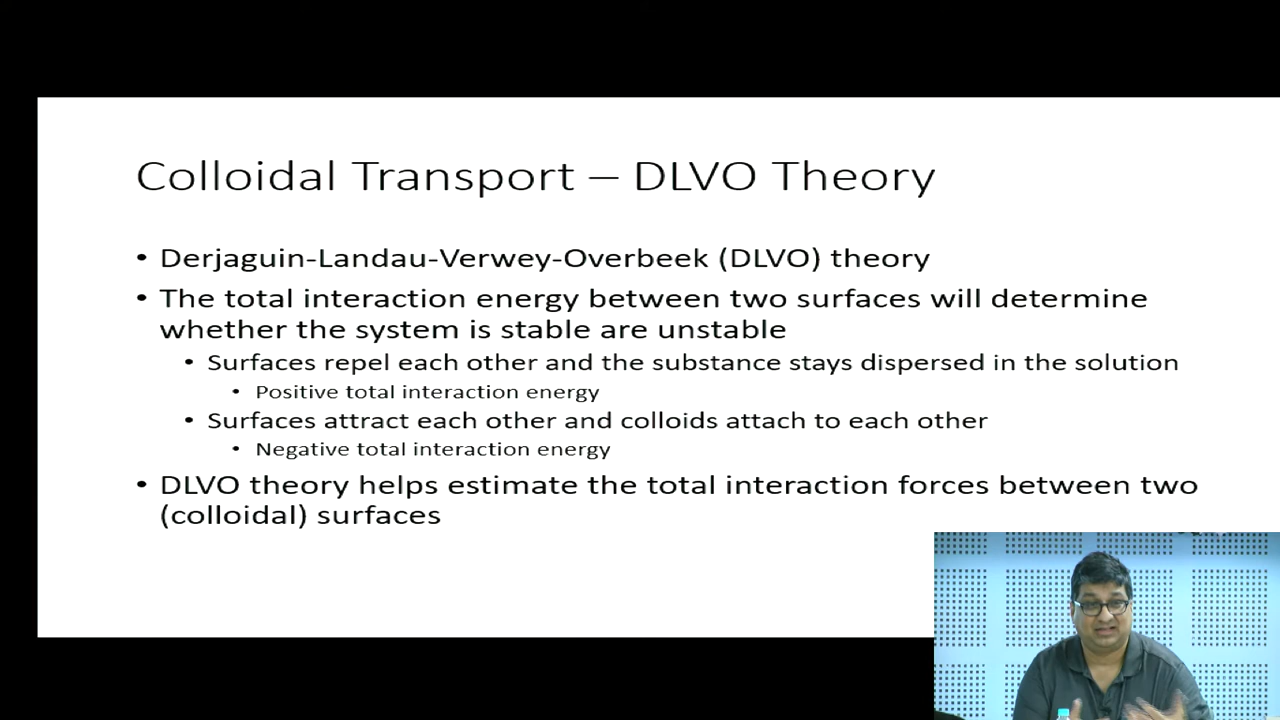 Colloidal Transport – DLVO Theory
• Derjaguin-Landau-Verwey-Overbeek (DLVO) theory
• The total interaction energy between two surfaces will determine
whether the system is stable are unstable
• Surfaces repel each other and the substance stays dispersed in the solution
• Positive total interaction energy
• Surfaces attract each other and colloids attach to each other
• Negative total interaction energy
• DLVO theory helps estimate the total interaction forces between two
(colloidal) surfaces